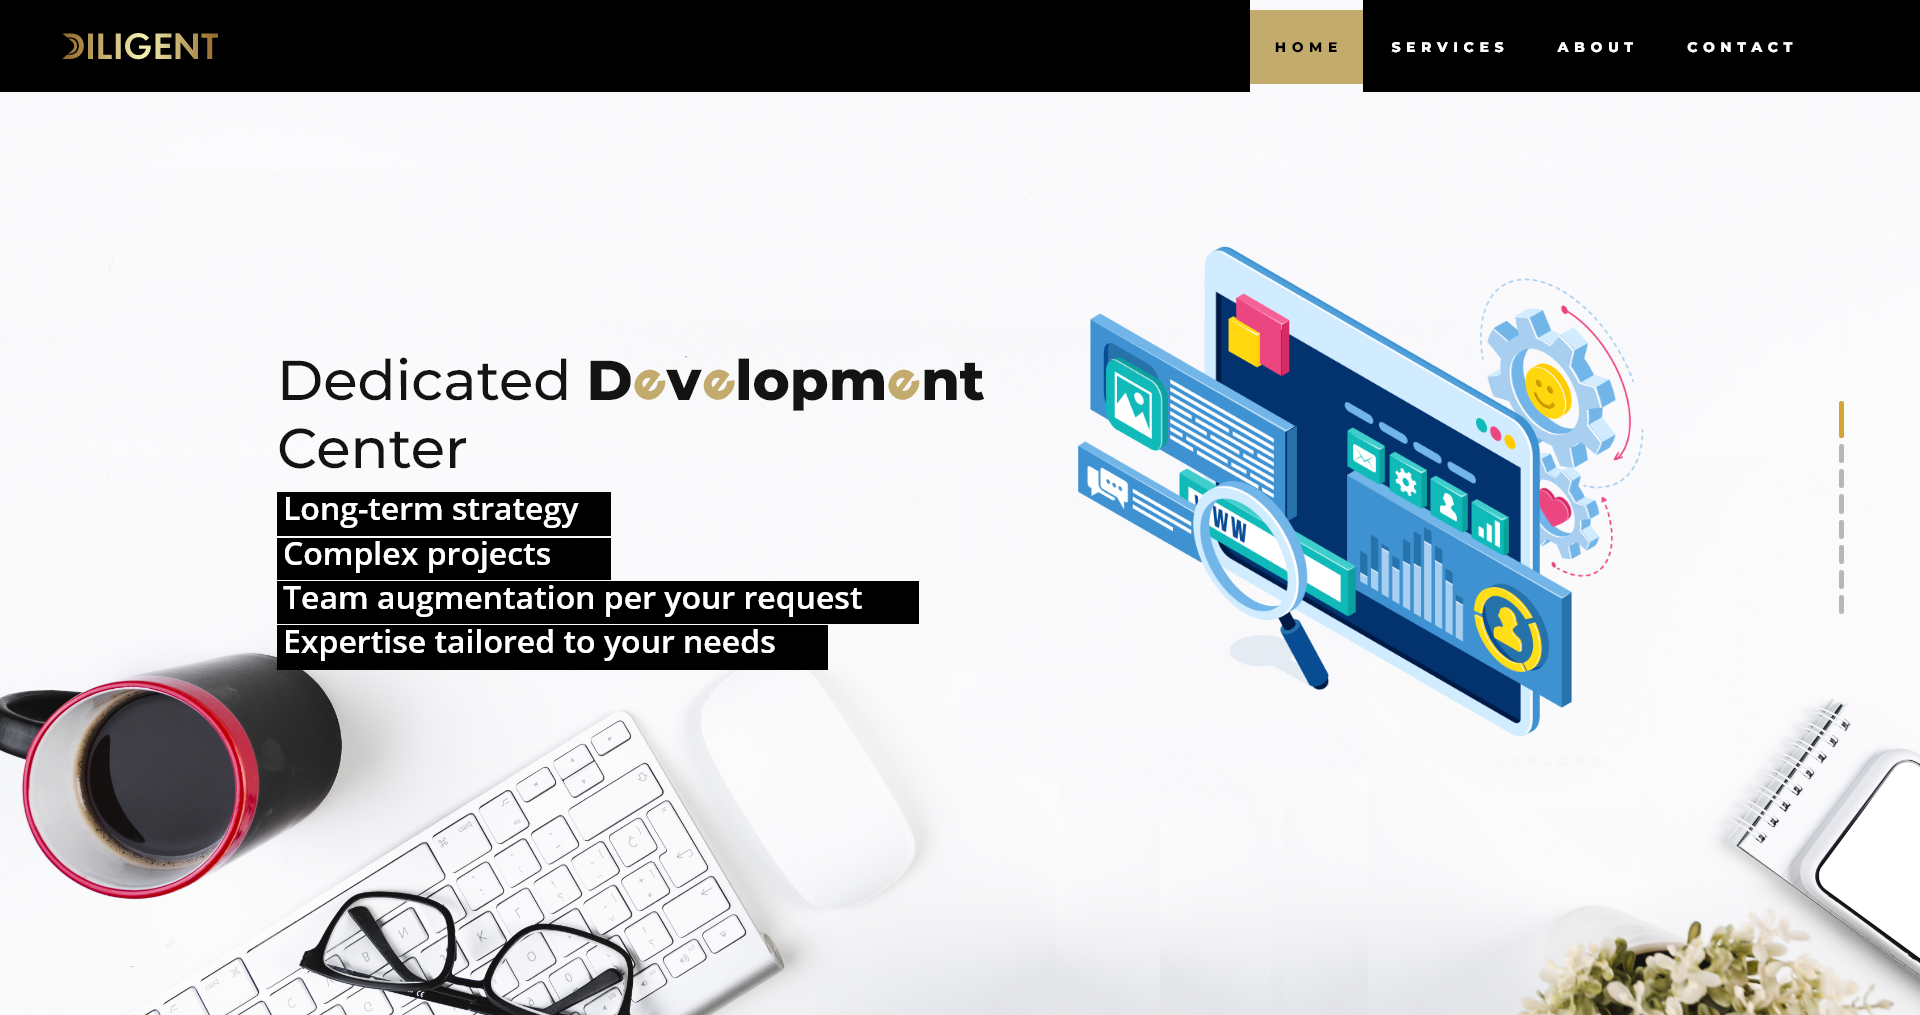 DILIGENT
HOME SERVICES ABOUT CONTACT
Dedicated Development
Center
Long-term strategy
Complex projects
Team augmentation per your request
Expertise tailored to your needs
WW
EXPLORE